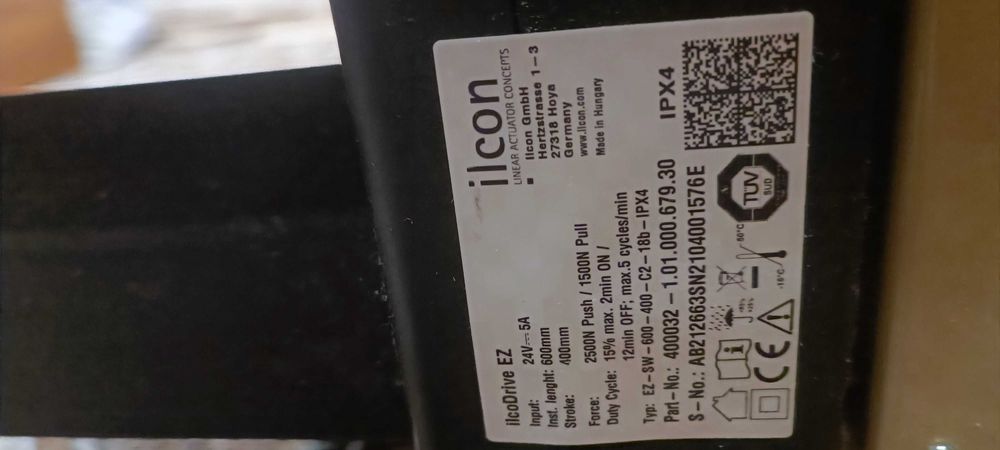 ilcon
LINEAR ACTUATOR CONCEPTS
Ilcon GmbH
Hertzstrasse 1-3
27318 Hoya
Germany
www.ilcon.com
Made in Hungary
ilcoDrive EZ
Input: 24V⎓5A
Inst. lenght: 600mm
Stroke: 400mm
Force: 2500N Push / 1500N Pull
Duty Cycle: 15% max. 2min ON /
12min OFF; max.5 cycles/min
Typ: EZ-SW-600-400-C2-18b-IPX4
Part-No.: 400032-1.01.000.679.30
IPX4
S-No.: AB212663SN2104001576E
CE
TÜV
SÜD